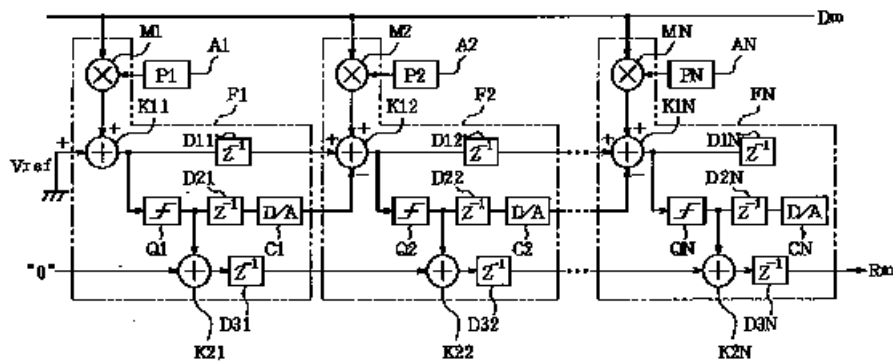 Dm
M1 A1 M2 A2 MN AN
P1 P2 PN
K11 F1 K12 F2 K1N FN
+ + + + + +
Vref D11 Z⁻¹ D12 Z⁻¹ D1N Z⁻¹
− −
D21 D22 D2N
Z⁻¹ D/A Z⁻¹ D/A Z⁻¹ D/A
Q1 C1 Q2 C2 QN CN
"0" Z⁻¹ Z⁻¹ Z⁻¹ Rm
D31 D32 D3N
K21 K22 K2N